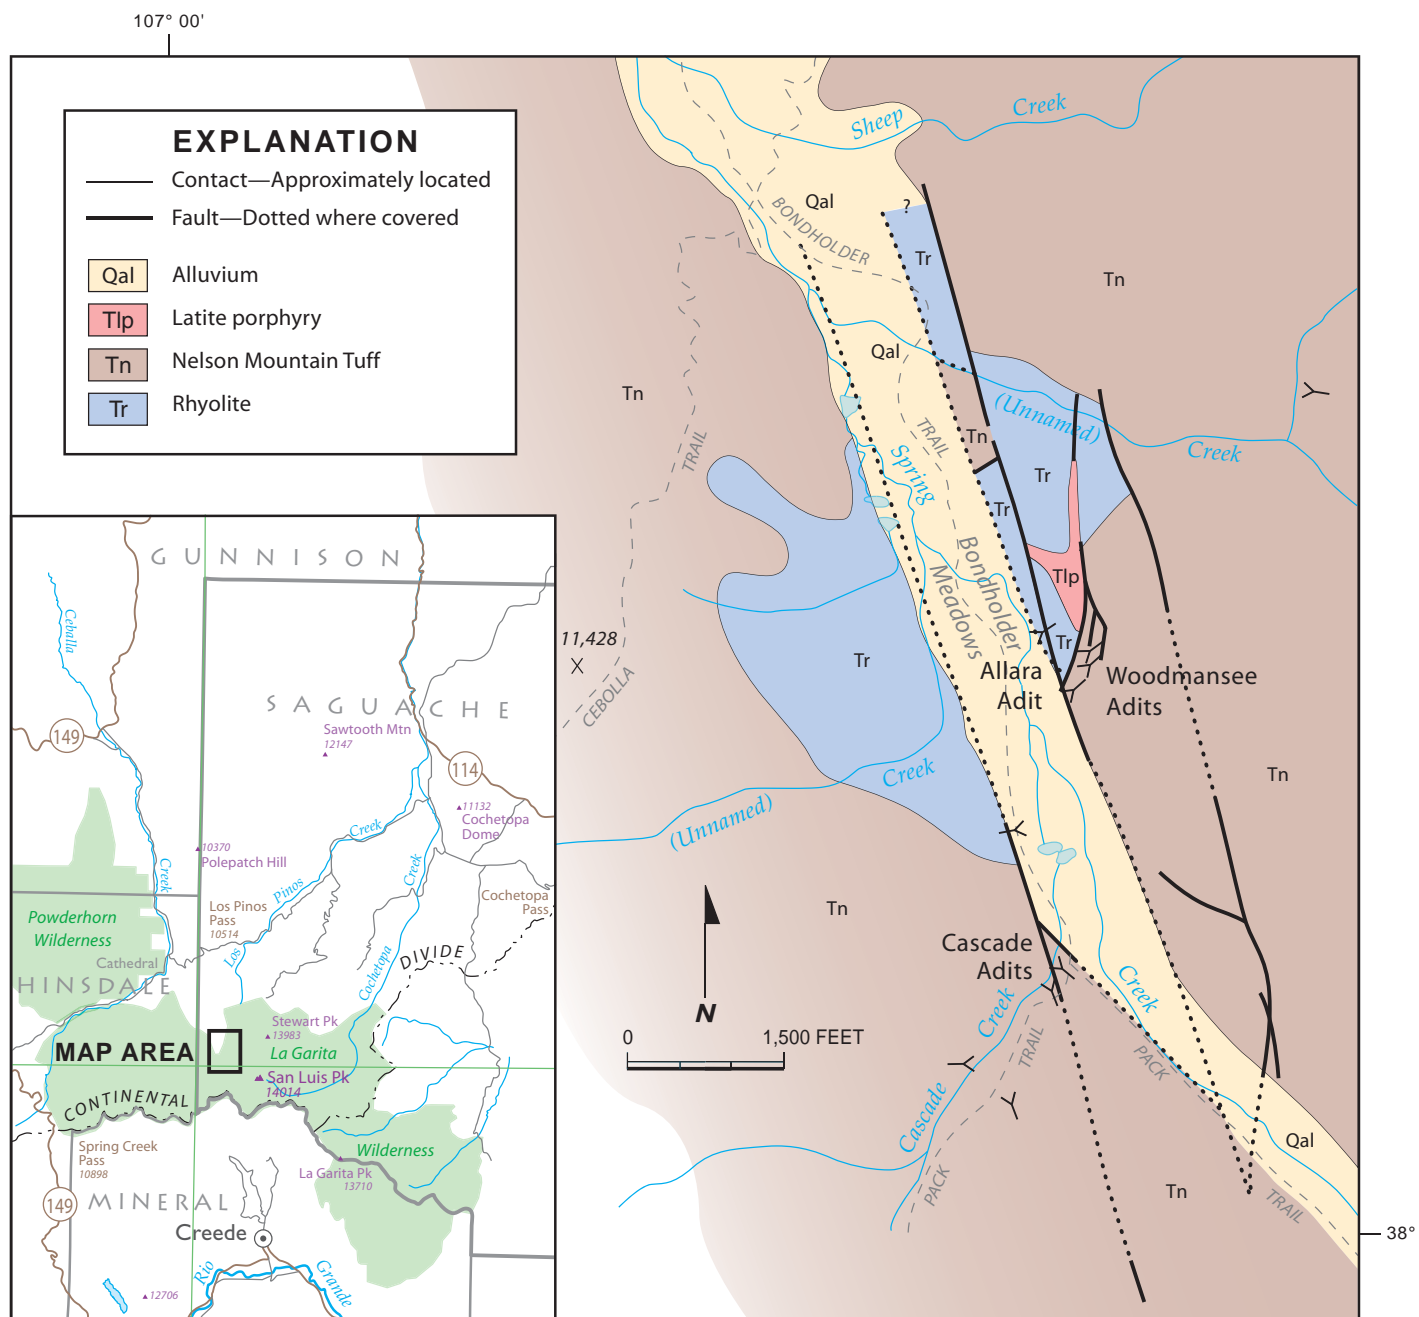 107° 00'
EXPLANATION
Contact—Approximately located
Fault—Dotted where covered
Qal Alluvium
Tlp Latite porphyry
Tn Nelson Mountain Tuff
Tr Rhyolite
Sheep Creek
Qal
?
BONDHOLDER
Tr
Tn
Qal
Tn
(Unnamed) Creek
TRAIL
Tn
TRAIL
Spring
Tr
Tr
Bondholder
Meadows
Tlp
11,428
X
CEBOLLA
Tr
Tr
Allara
Adit
Woodmansee
Adits
Tn
(Unnamed) Creek
Tn
Cascade
Adits
N
0 1,500 FEET
Creek
Creek
TRAIL
PACK
Cascade
PACK
Qal
Tn
TRAIL
38°
GUNNISON
Ceballa
SAGUACHE
Sawtooth Mtn
12147
149
114
11132
Cochetopa
Dome
Creek
10370
Polepatch Hill
Creek
Creek
Pinos
Cochetopa
Pass
Los Pinos
Pass
10514
Powderhorn
Wilderness
Los
Cathedral
DIVIDE
Cochetopa
HINSDALE
Stewart Pk
13983
MAP AREA
La Garita
San Luis Pk
14014
CONTINENTAL
Spring Creek
Pass
10898
Wilderness
La Garita Pk
13710
149
MINERAL
Creede
Rio Grande
12706